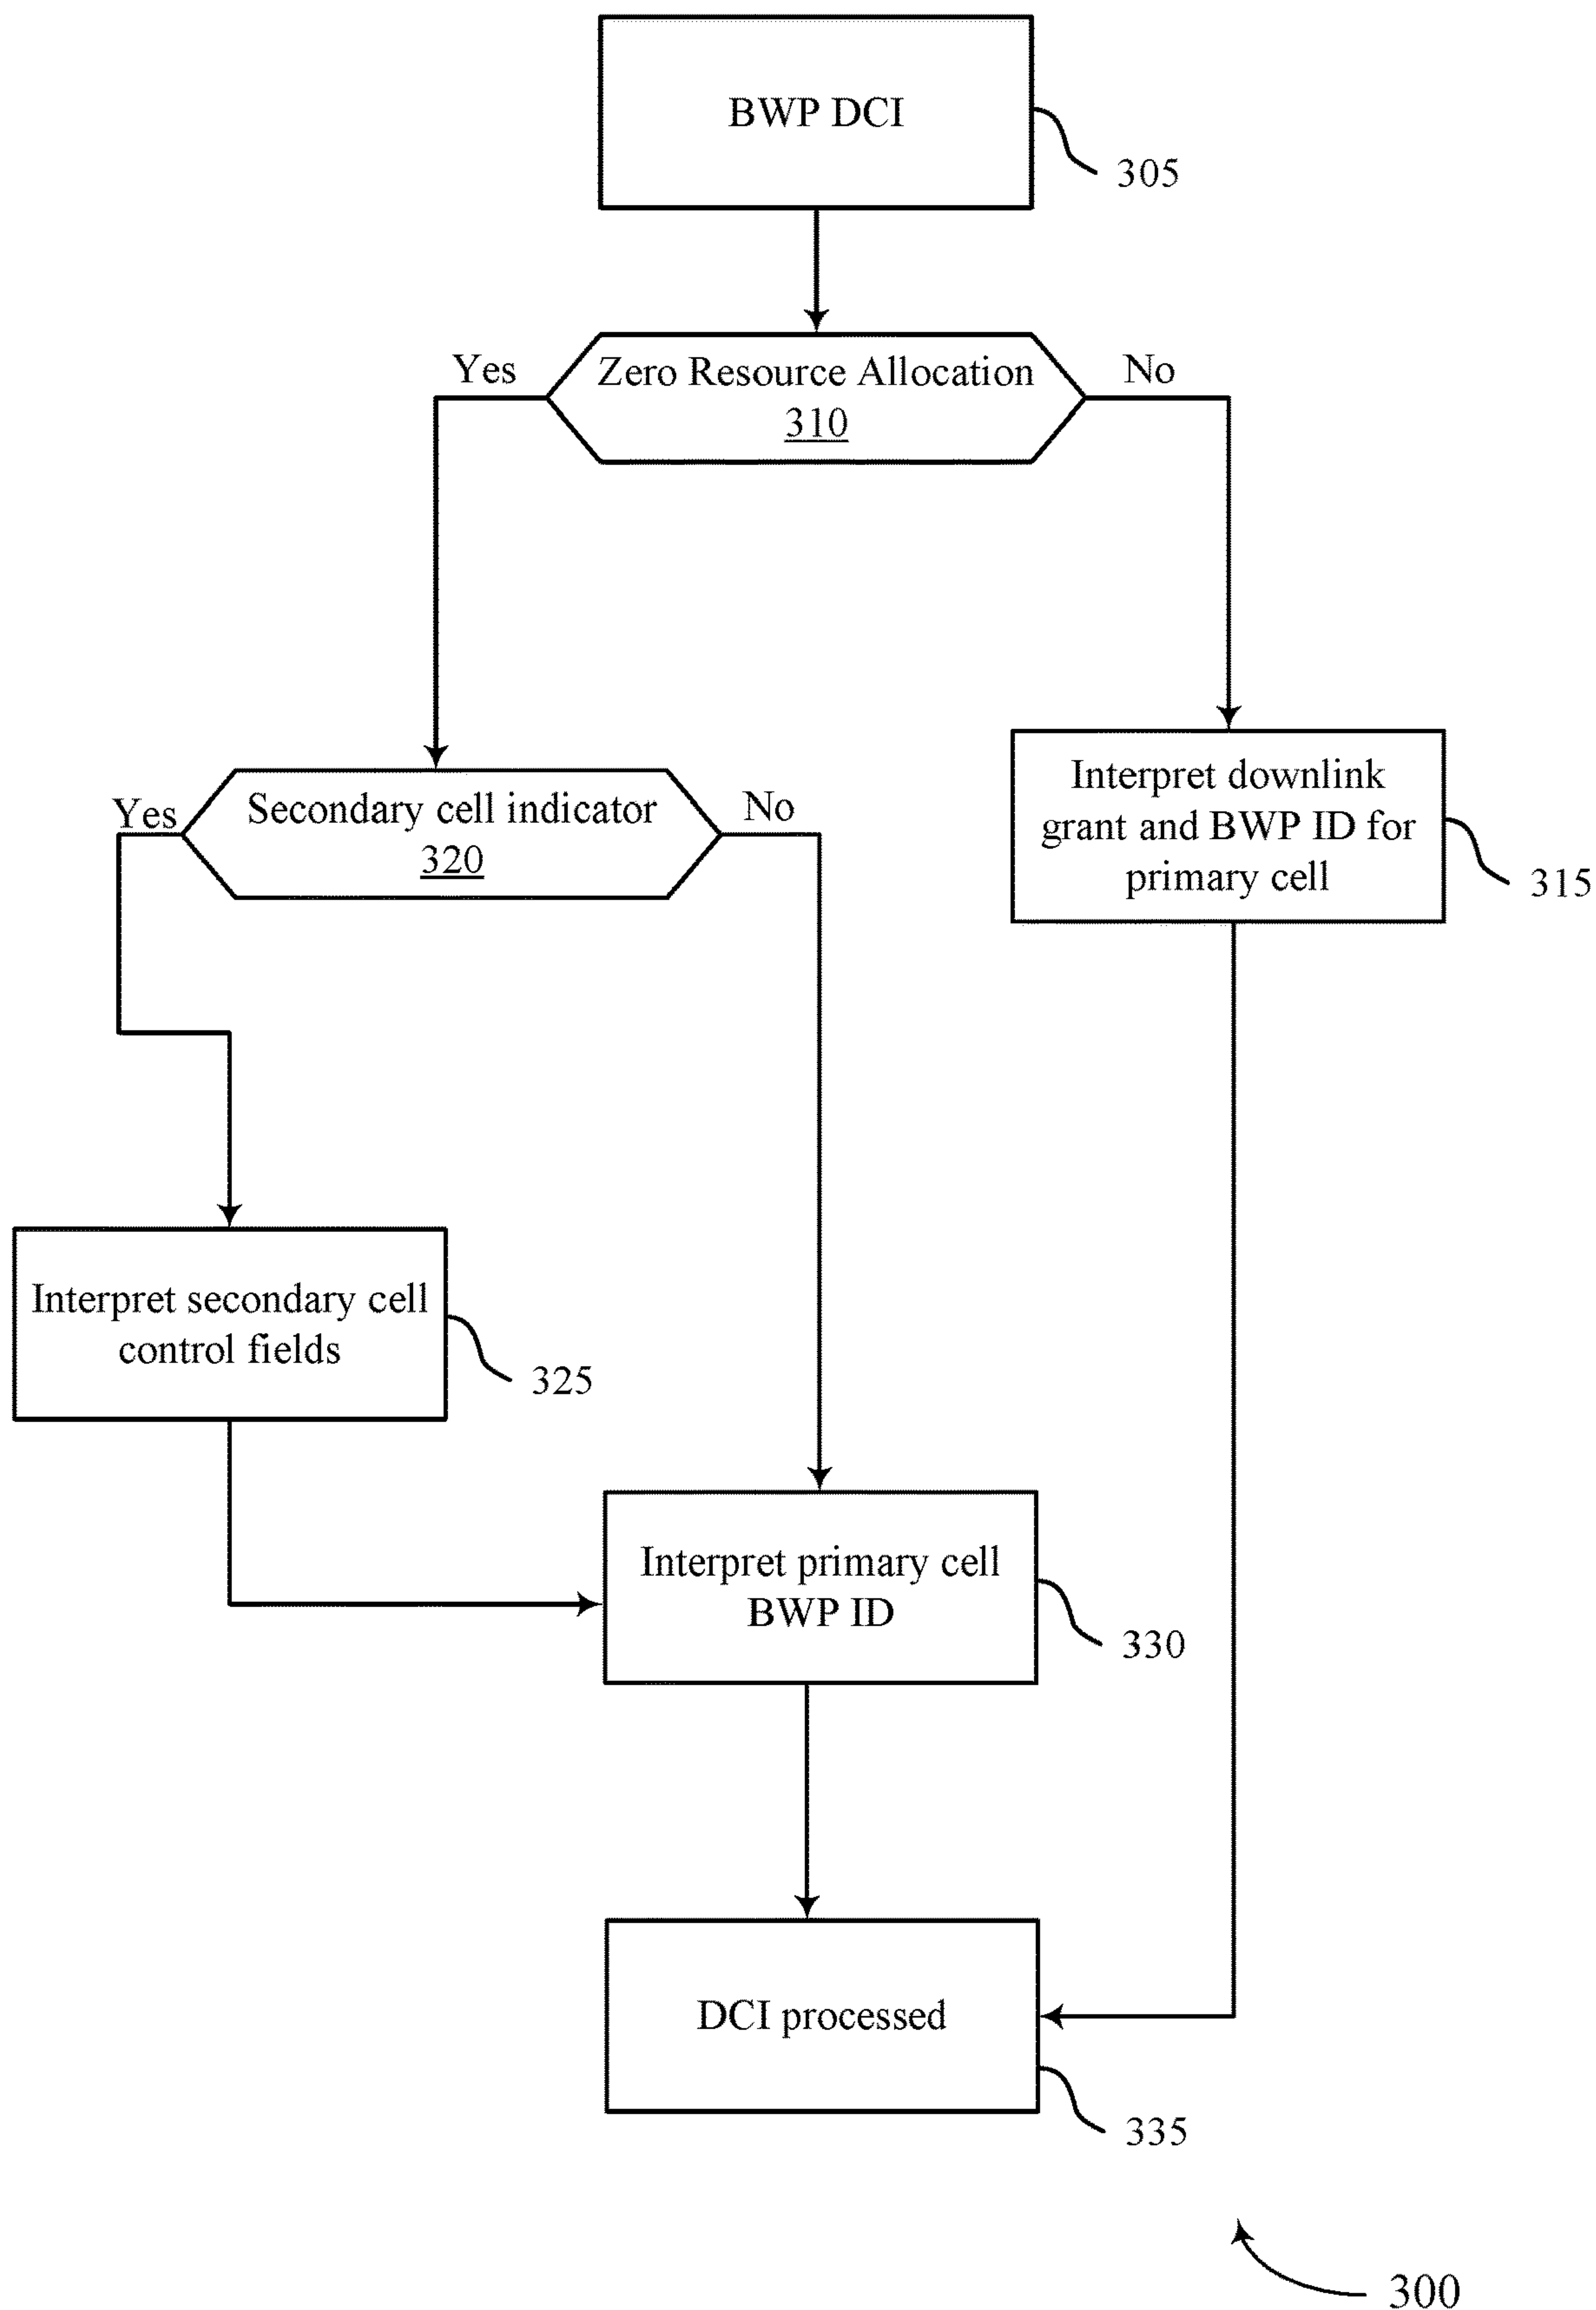 BWP DCI
305
Yes
Zero Resource Allocation
310
No
Interpret downlink
grant and BWP ID for
primary cell
315
Yes
Secondary cell indicator
320
No
Interpret secondary cell
control fields
325
Interpret primary cell
BWP ID
330
DCI processed
335
300